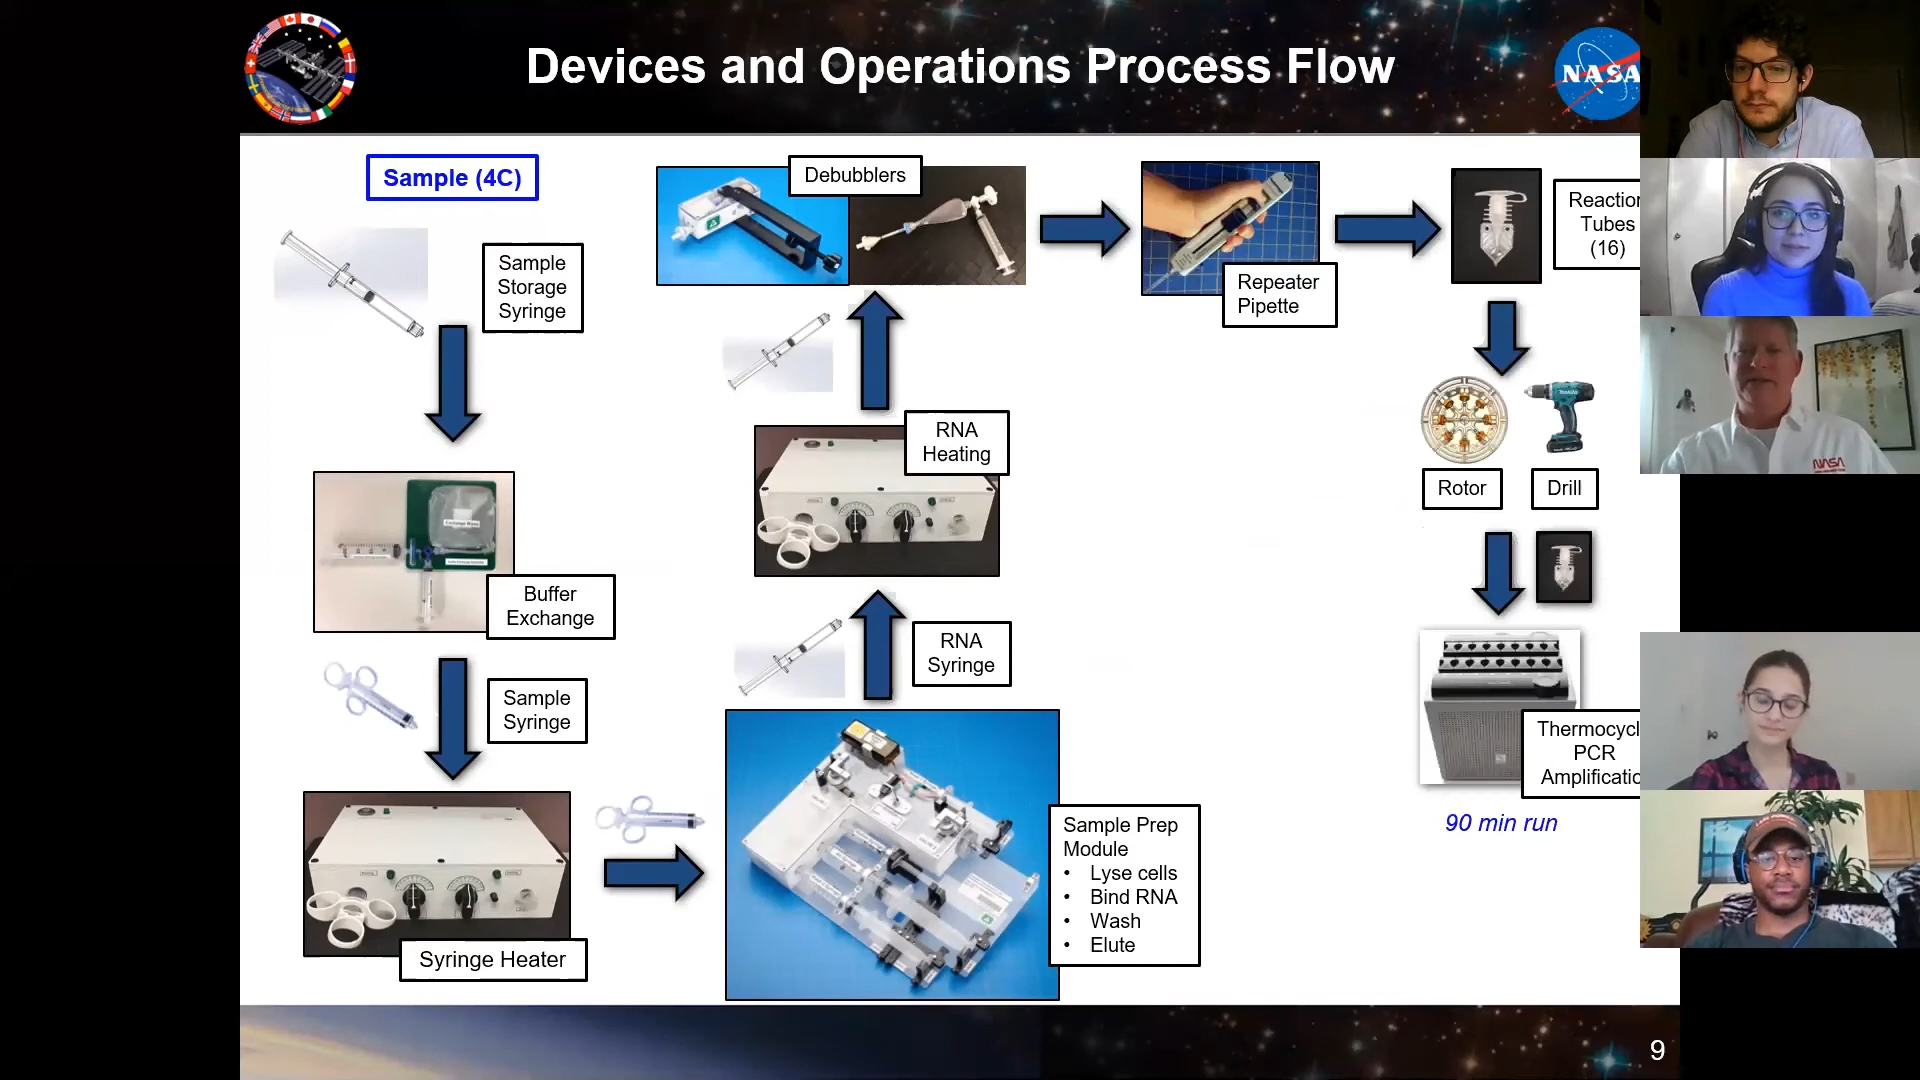 Devices and Operations Process Flow
NASA
Sample (4C)
Sample
Storage
Syringe
Buffer
Exchange
Sample
Syringe
Syringe Heater
Debubblers
RNA
Heating
RNA
Syringe
Sample Prep
Module
• Lyse cells
• Bind RNA
• Wash
• Elute
Repeater
Pipette
Reaction
Tubes
(16)
Rotor
Drill
Thermocycl
PCR
Amplificatio
90 min run
NASA
9